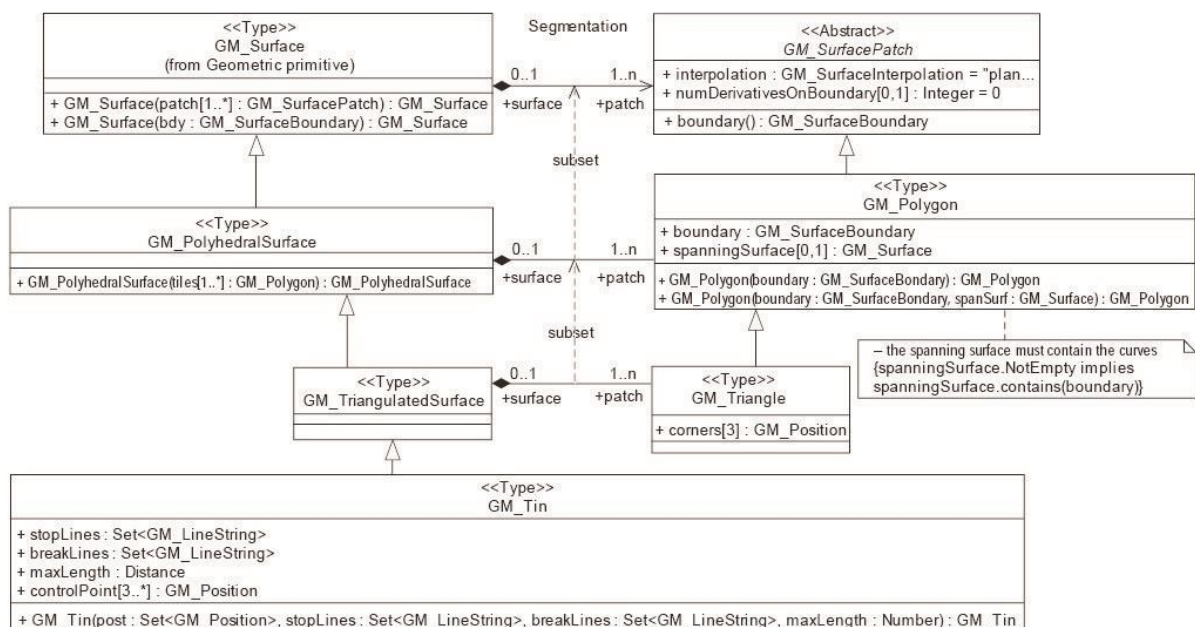 <<Type>>
GM_Surface
(from Geometric primitive)
+ GM_Surface(patch[1..*] : GM_SurfacePatch) : GM_Surface
+ GM_Surface(bdy : GM_SurfaceBoundary) : GM_Surface
Segmentation
0..1
1..n
+surface
+patch
<<Abstract>>
GM_SurfacePatch
+ interpolation : GM_SurfaceInterpolation = "plan...
+ numDerivativesOnBoundary[0,1] : Integer = 0
+ boundary() : GM_SurfaceBoundary
subset
<<Type>>
GM_PolyhedralSurface
+ GM_PolyhedralSurface(tiles[1..*] : GM_Polygon) : GM_PolyhedralSurface
0..1
1..n
+surface
+patch
<<Type>>
GM_Polygon
+ boundary : GM_SurfaceBoundary
+ spanningSurface[0,1] : GM_Surface
+ GM_Polygon(boundary : GM_SurfaceBondary) : GM_Polygon
+ GM_Polygon(boundary : GM_SurfaceBondary, spanSurf : GM_Surface) : GM_Polygon
subset
– the spanning surface must contain the curves
{spanningSurface.NotEmpty implies
spanningSurface.contains(boundary)}
<<Type>>
GM_TriangulatedSurface
0..1
1..n
+surface
+patch
<<Type>>
GM_Triangle
+ corners[3] : GM_Position
<<Type>>
GM_Tin
+ stopLines : Set<GM_LineString>
+ breakLines : Set<GM_LineString>
+ maxLength : Distance
+ controlPoint[3..*] : GM_Position
+ GM_Tin(post : Set<GM_Position>, stopLines : Set<GM_LineString>, breakLines : Set<GM_LineString>, maxLength : Number) : GM_Tin